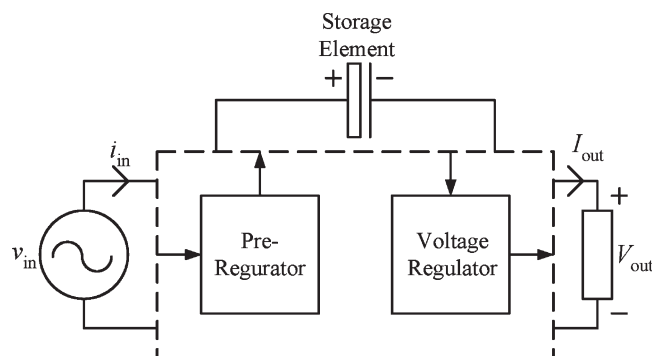 Storage
Element
+ −
i_in
I_out
v_in
Pre-
Regurator
Voltage
Regulator
+
V_out
−